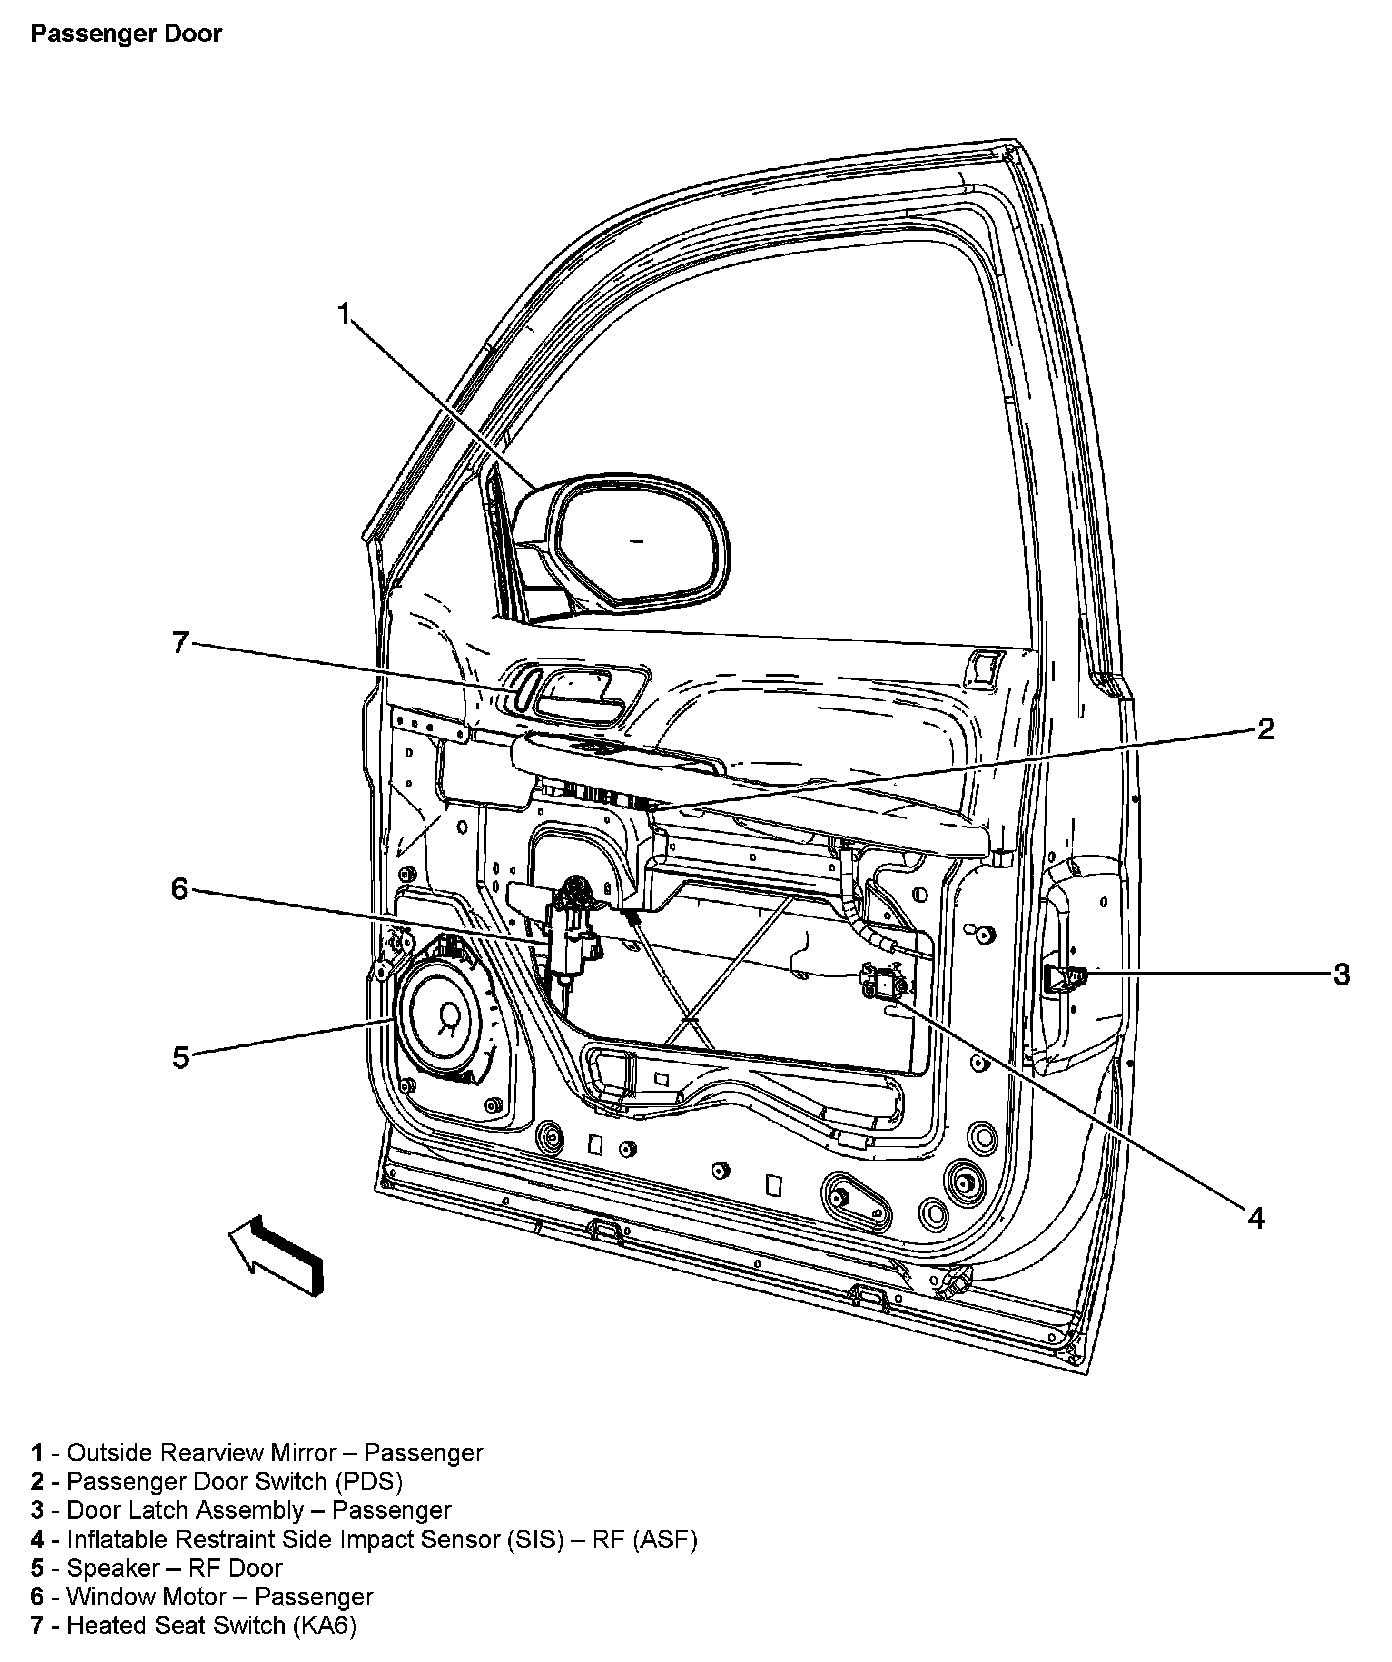 Passenger Door
1
7
2
6
3
5
4
1 - Outside Rearview Mirror – Passenger
2 - Passenger Door Switch (PDS)
3 - Door Latch Assembly – Passenger
4 - Inflatable Restraint Side Impact Sensor (SIS) – RF (ASF)
5 - Speaker – RF Door
6 - Window Motor – Passenger
7 - Heated Seat Switch (KA6)